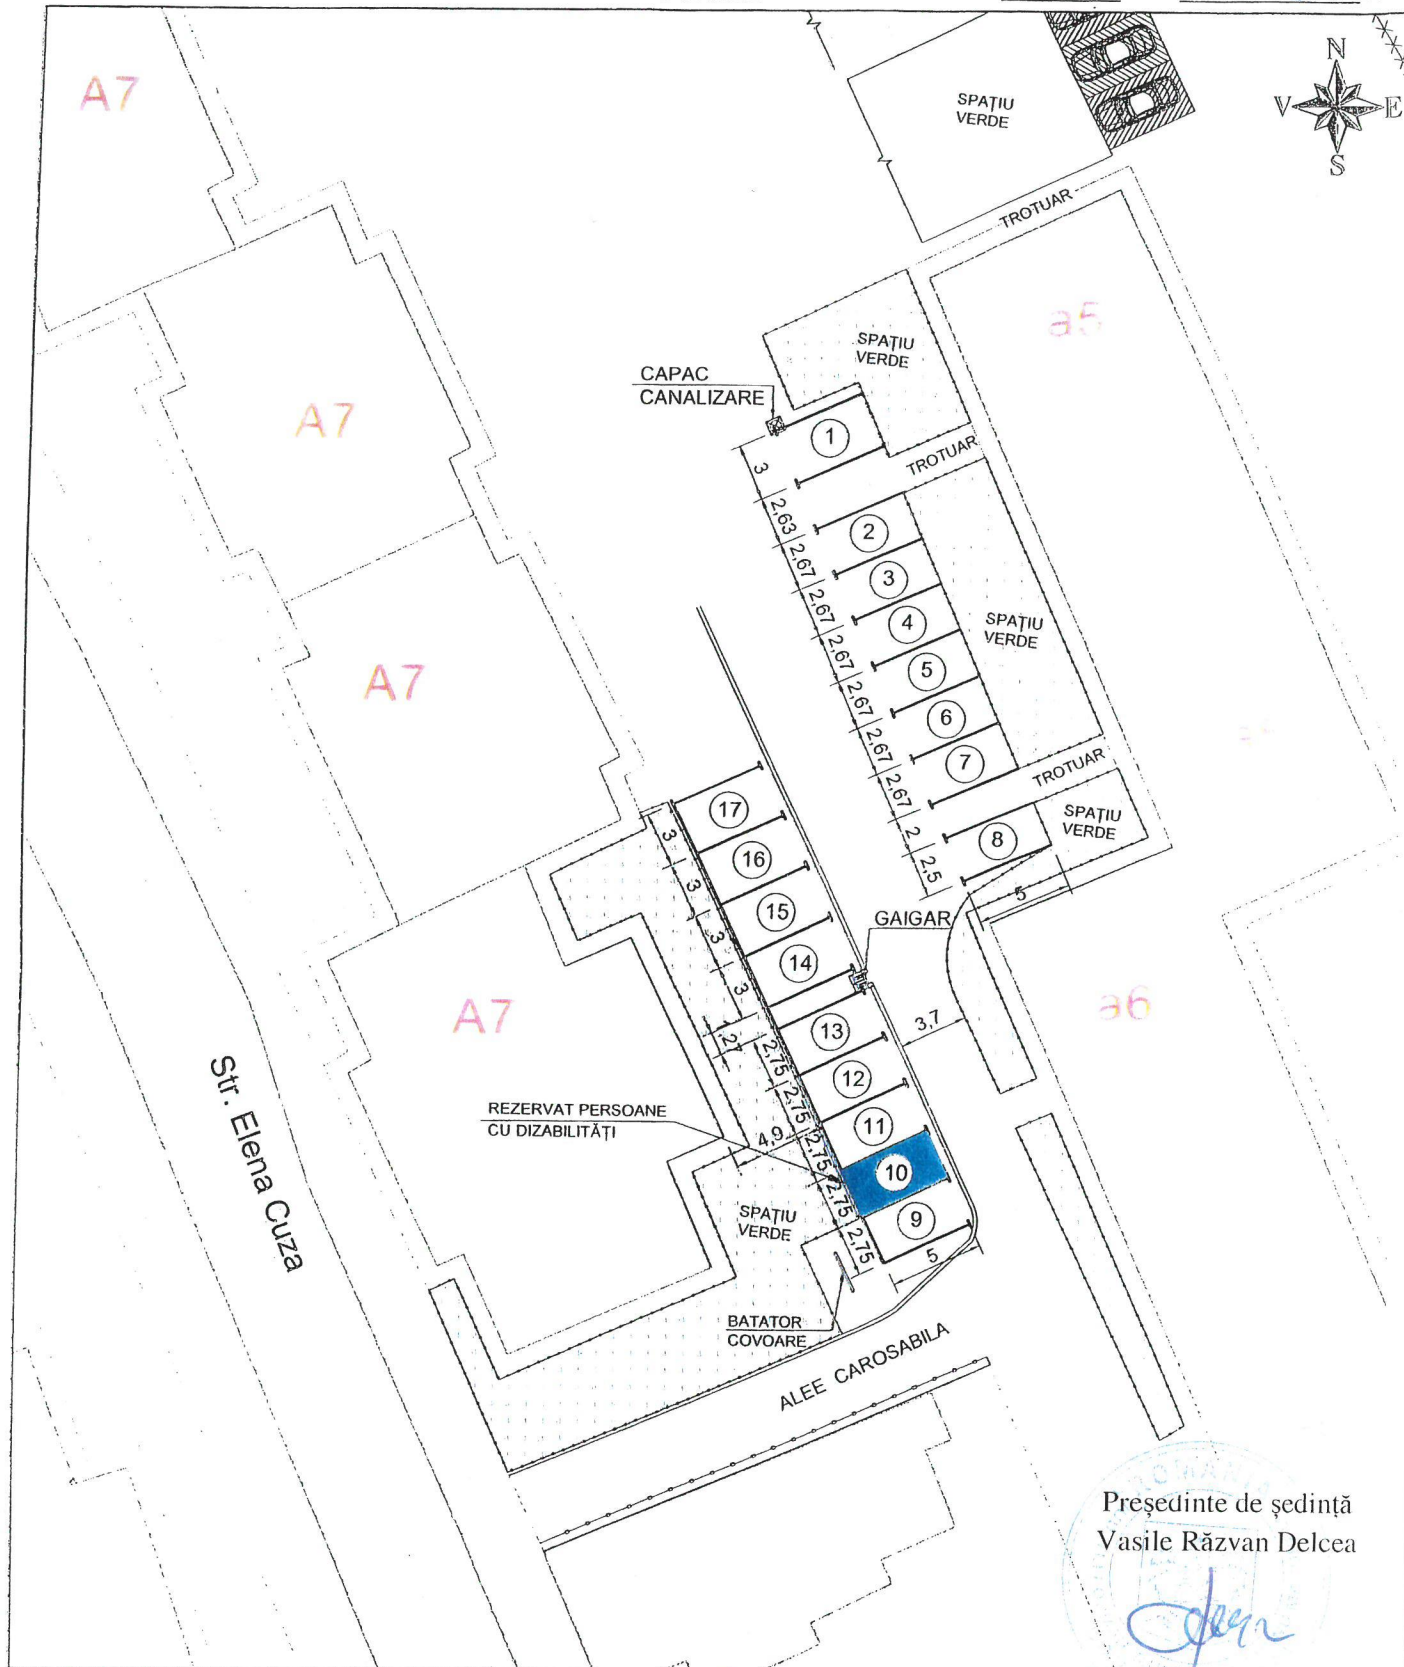 A7
SPAȚIU
VERDE
N
V
E
S
TROTUAR
a5
SPAȚIU
VERDE
CAPAC
CANALIZARE
A7
1
TROTUAR
3
2,63
2
2,67
3
2,67
4
2,67
5
2,67
6
2,67
7
2,67
SPAȚIU
VERDE
TROTUAR
2
8
2,5
SPAȚIU
VERDE
5
A7
17
3
16
3
15
3
14
3
GAIGAR
A7
a6
3,7
13
,27
2,75
12
2,75
11
REZERVAT PERSOANE
CU DIZABILITĂȚI
4,9
2,75
10
2,75
9
2,75
5
SPAȚIU
VERDE
Str. Elena Cuza
BATATOR
COVOARE
ALEE CAROSABILA
ROMANIA
Președinte de ședință
Vasile Răzvan Delcea